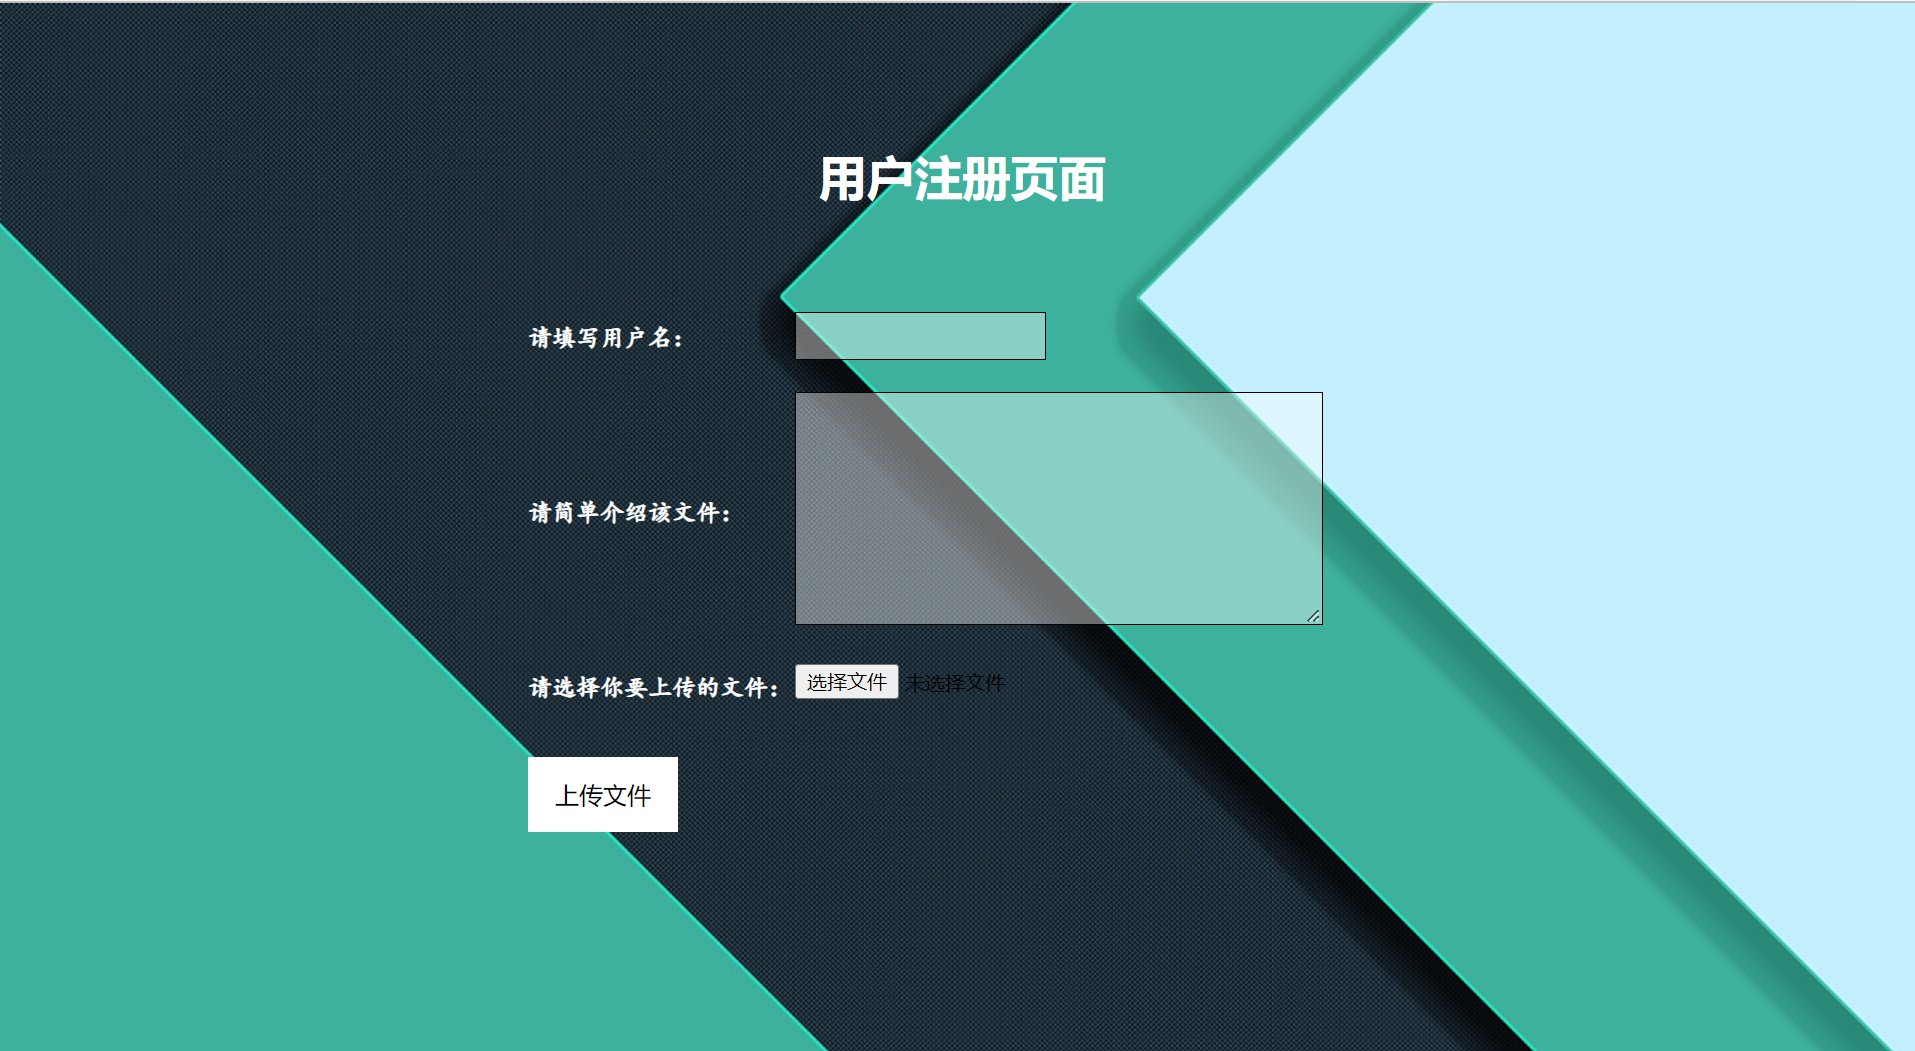 用户注册页面
请填写用户名：
请简单介绍该文件：
请选择你要上传的文件： 选择文件 未选择文件
上传文件